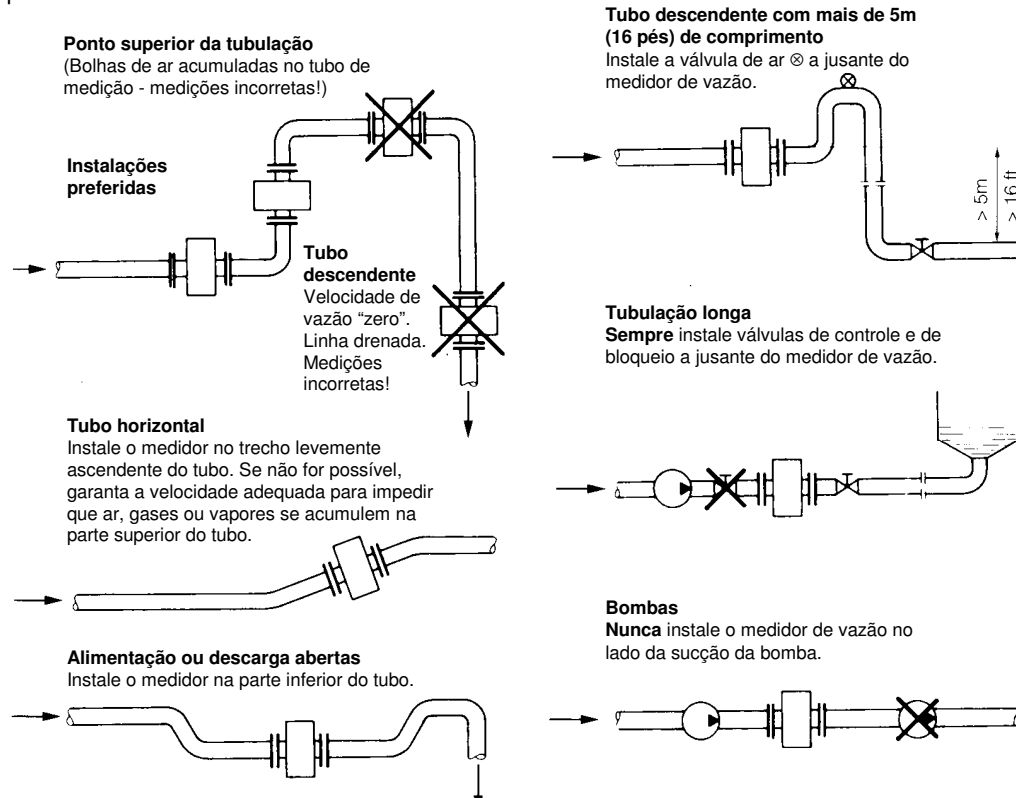 Ponto superior da tubulação
(Bolhas de ar acumuladas no tubo de
medição - medições incorretas!)
Instalações
preferidas
Tubo
descendente
Velocidade de
vazão “zero”.
Linha drenada.
Medições
incorretas!
Tubo horizontal
Instale o medidor no trecho levemente
ascendente do tubo. Se não for possível,
garanta a velocidade adequada para impedir
que ar, gases ou vapores se acumulem na
parte superior do tubo.
Alimentação ou descarga abertas
Instale o medidor na parte inferior do tubo.
Tubo descendente com mais de 5m
(16 pés) de comprimento
Instale a válvula de ar ⊗ a jusante do
medidor de vazão.
> 5m
> 16 ft
Tubulação longa
Sempre instale válvulas de controle e de
bloqueio a jusante do medidor de vazão.
Bombas
Nunca instale o medidor de vazão no
lado da sucção da bomba.